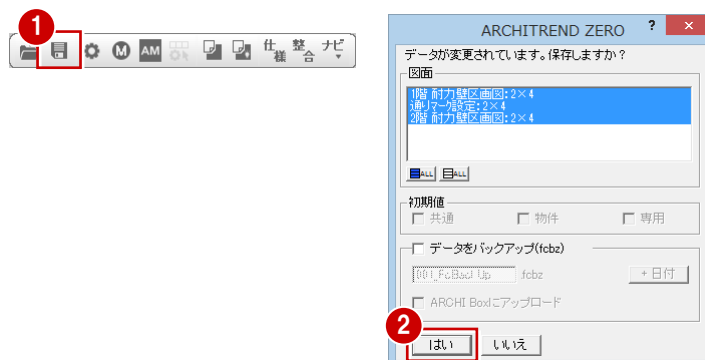 1
M AM 仕様 整合 ナビ
ARCHITREND ZERO ? ×
データが変更されています。保存しますか？
図面
1階 耐力壁区画図:2×4
通りマーク設定:2×4
2階 耐力壁区画図:2×4
ALL ALL
初期値
共通 物件 専用
データをバックアップ(fcbz)
001_FcBackUp .fcbz +日付
ARCHI Boxにアップロード
2
はい いいえ